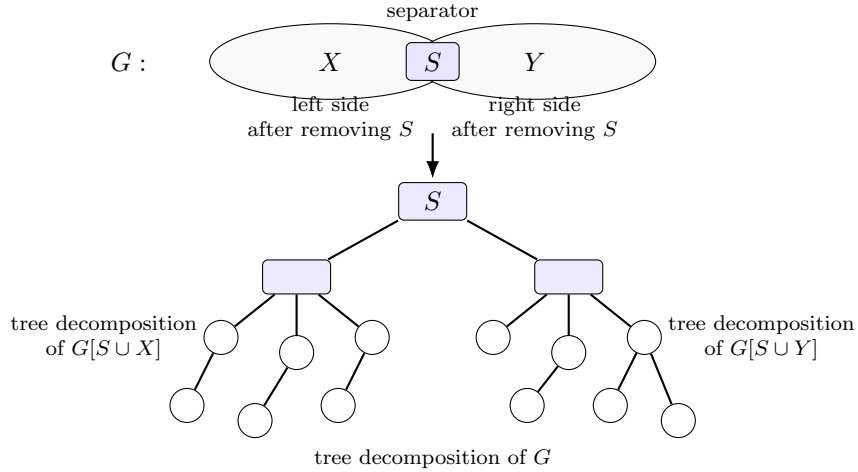 separator
G :
X
S
Y
left side
after removing S
right side
after removing S
S
tree decomposition
of G[S ∪ X]
tree decomposition
of G[S ∪ Y]
tree decomposition of G